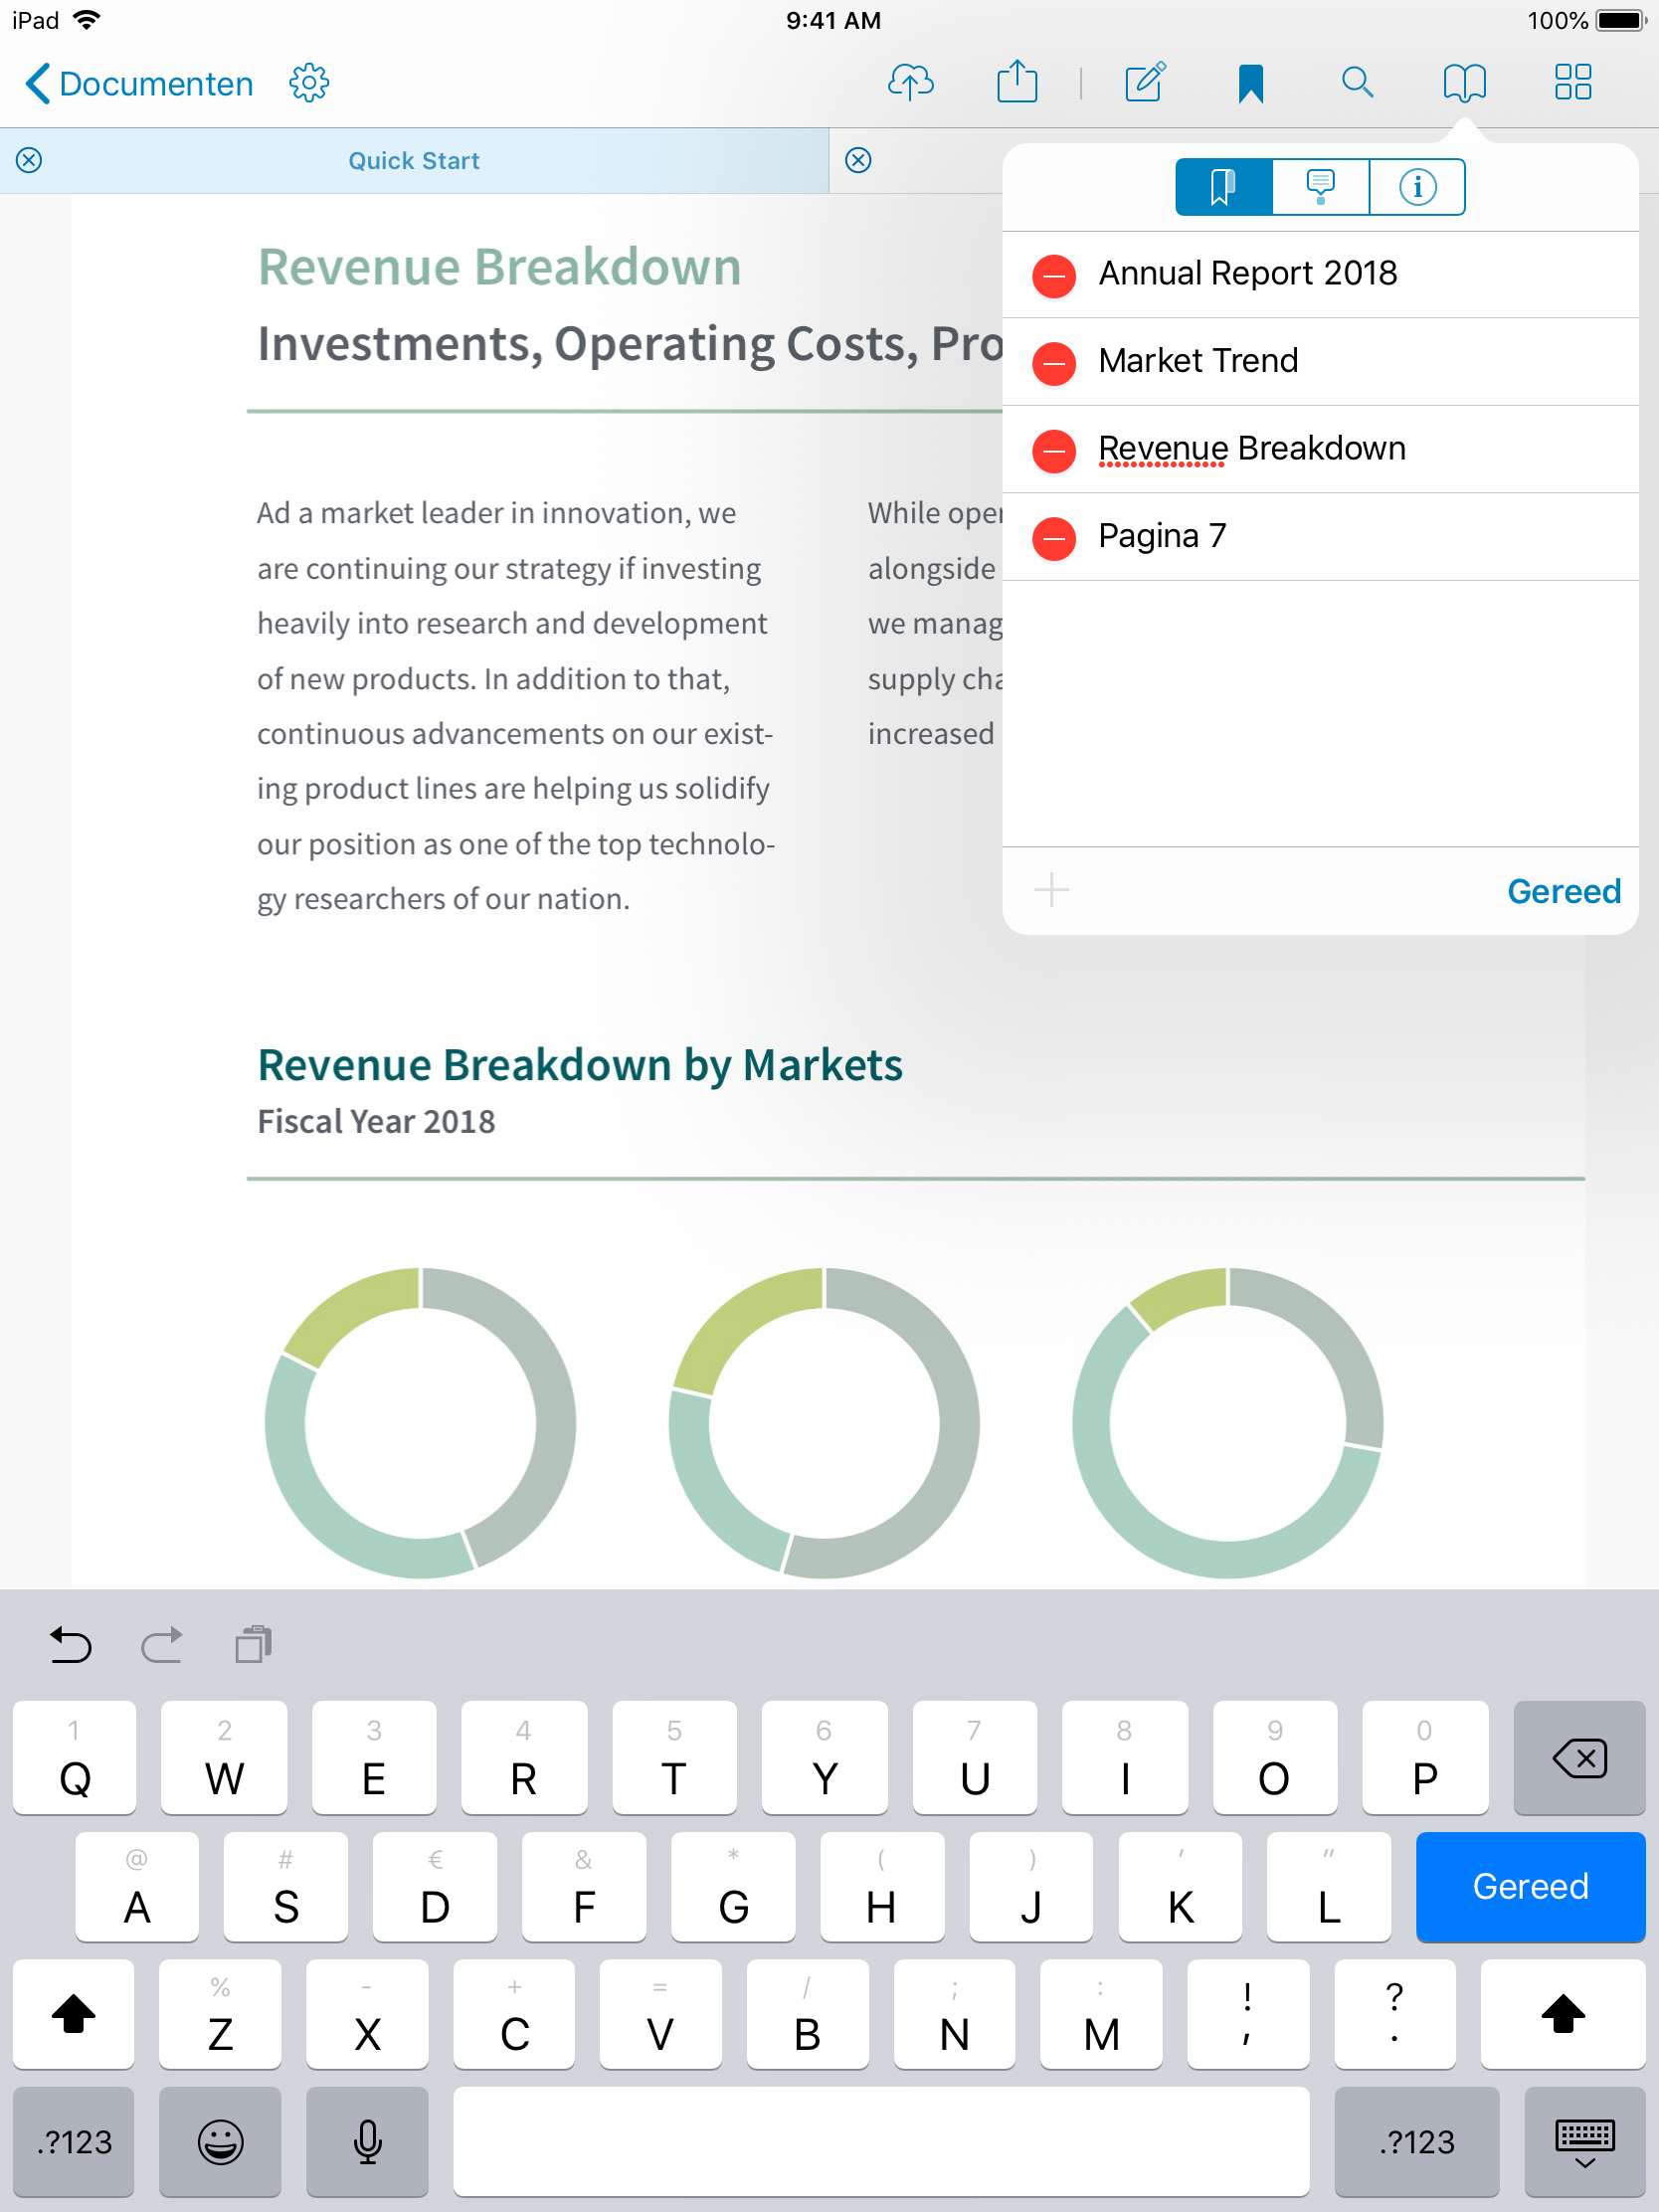 iPad 9:41 AM 100%
Documenten
Quick Start
Revenue Breakdown
Investments, Operating Costs, Pro
Ad a market leader in innovation, we
are continuing our strategy if investing
heavily into research and development
of new products. In addition to that,
continuous advancements on our exist-
ing product lines are helping us solidify
our position as one of the top technolo-
gy researchers of our nation.
While oper
alongside
we manag
supply cha
increased
Annual Report 2018
Market Trend
Revenue Breakdown
Pagina 7
Gereed
Revenue Breakdown by Markets
Fiscal Year 2018
1 2 3 4 5 6 7 8 9 0
Q W E R T Y U I O P
@ # € & * ( ) ' "
A S D F G H J K L Gereed
% - + = / ; : ! ?
Z X C V B N M , .
.?123 .?123